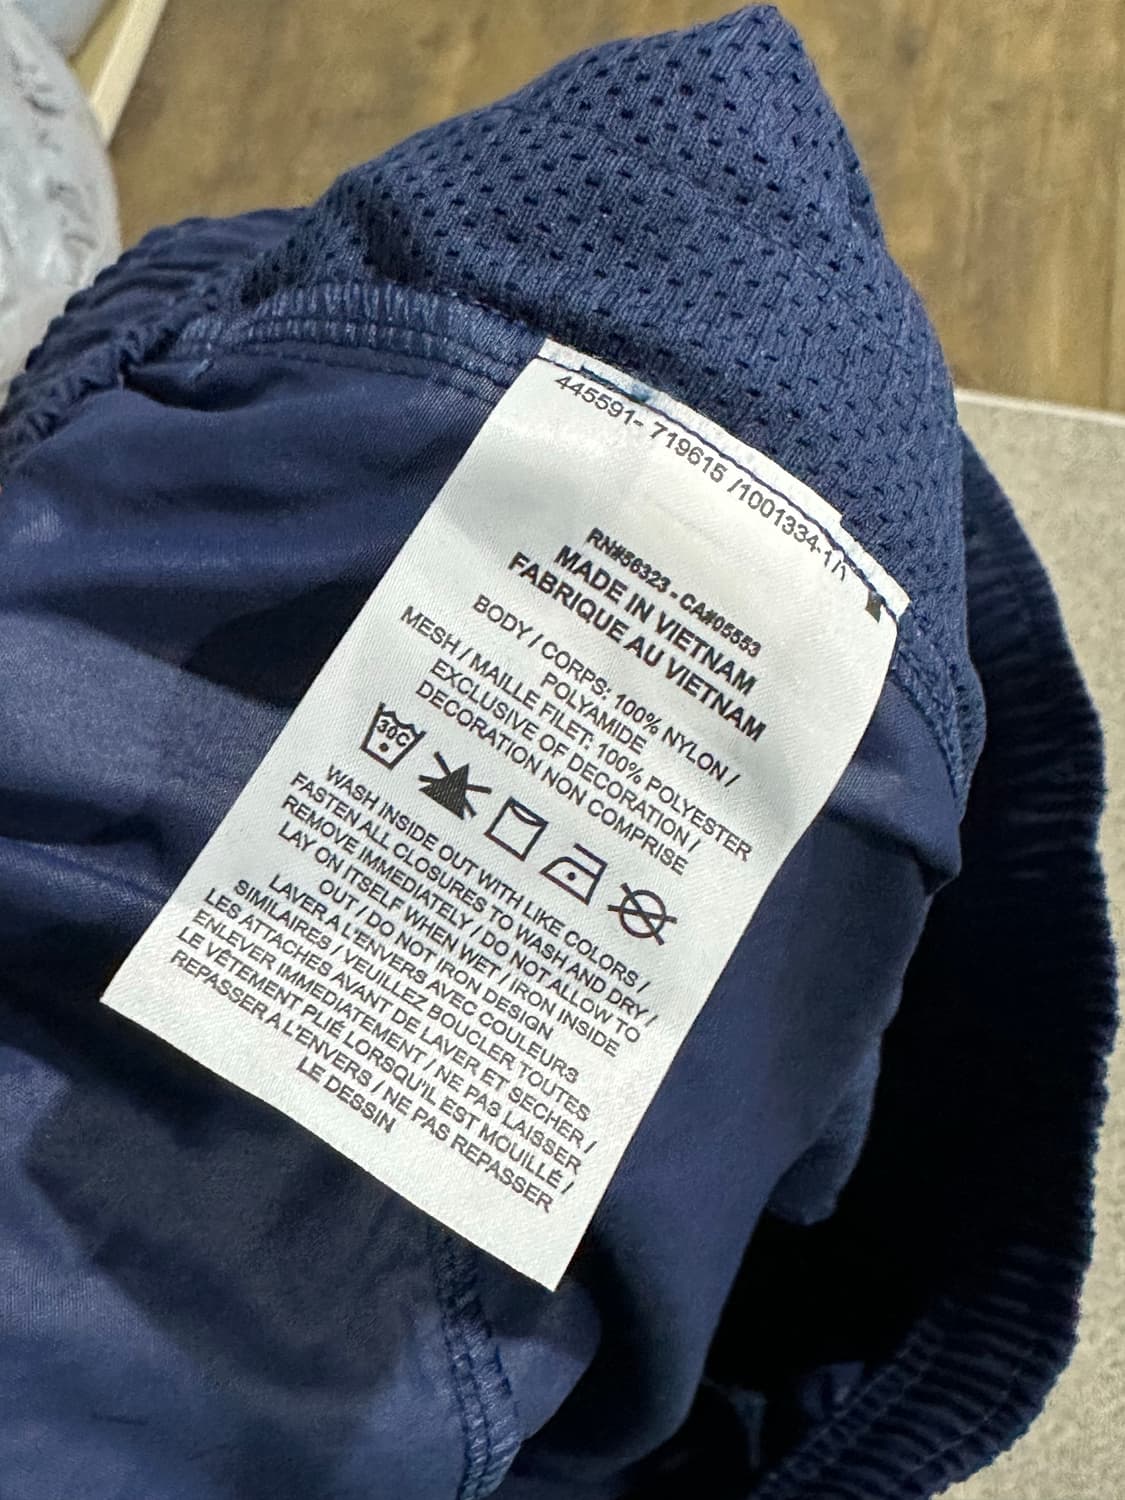 445591- 719615 /1001334-1/1
RN#56323 - CA#05553
MADE IN VIETNAM
FABRIQUE AU VIETNAM
BODY / CORPS: 100% NYLON /
POLYAMIDE
MESH / MAILLE FILET: 100% POLYESTER
EXCLUSIVE OF DECORATION /
DECORATION NON COMPRISE
30C
WASH INSIDE OUT WITH LIKE COLORS /
FASTEN ALL CLOSURES TO WASH AND DRY /
REMOVE IMMEDIATELY / DO NOT ALLOW TO
LAY ON ITSELF WHEN WET / IRON INSIDE
OUT / DO NOT IRON DESIGN
LAVER A L'ENVERS AVEC COULEURS
SIMILAIRES / VEUILLEZ BOUCLER TOUTES
LES ATTACHES AVANT DE LAVER ET SECHER /
ENLEVER IMMEDIATEMENT / NE PAS LAISSER
LE VÊTEMENT PLIÉ LORSQU'IL EST MOUILLÉ /
REPASSER À L'ENVERS / NE PAS REPASSER
LE DESSIN